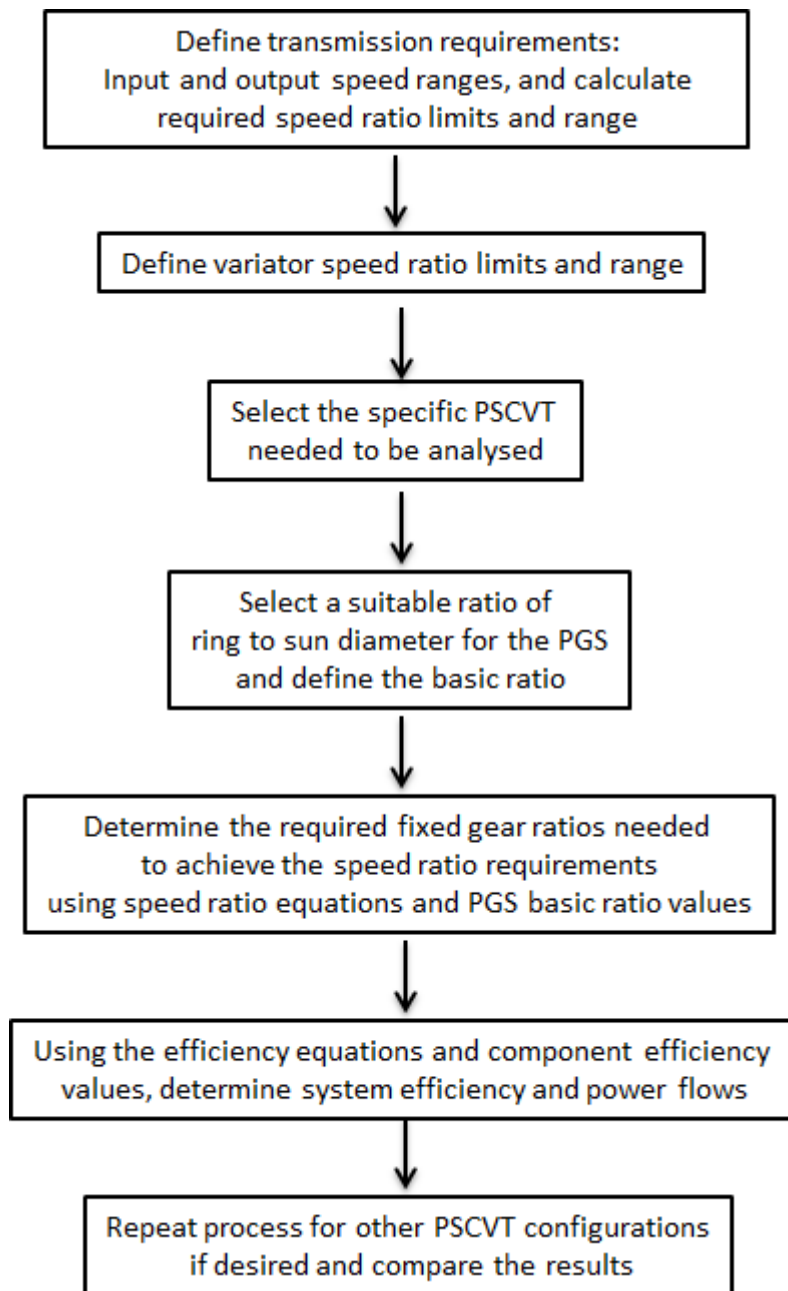 Define transmission requirements:
Input and output speed ranges, and calculate
required speed ratio limits and range
Define variator speed ratio limits and range
Select the specific PSCVT
needed to be analysed
Select a suitable ratio of
ring to sun diameter for the PGS
and define the basic ratio
Determine the required fixed gear ratios needed
to achieve the speed ratio requirements
using speed ratio equations and PGS basic ratio values
Using the efficiency equations and component efficiency
values, determine system efficiency and power flows
Repeat process for other PSCVT configurations
if desired and compare the results